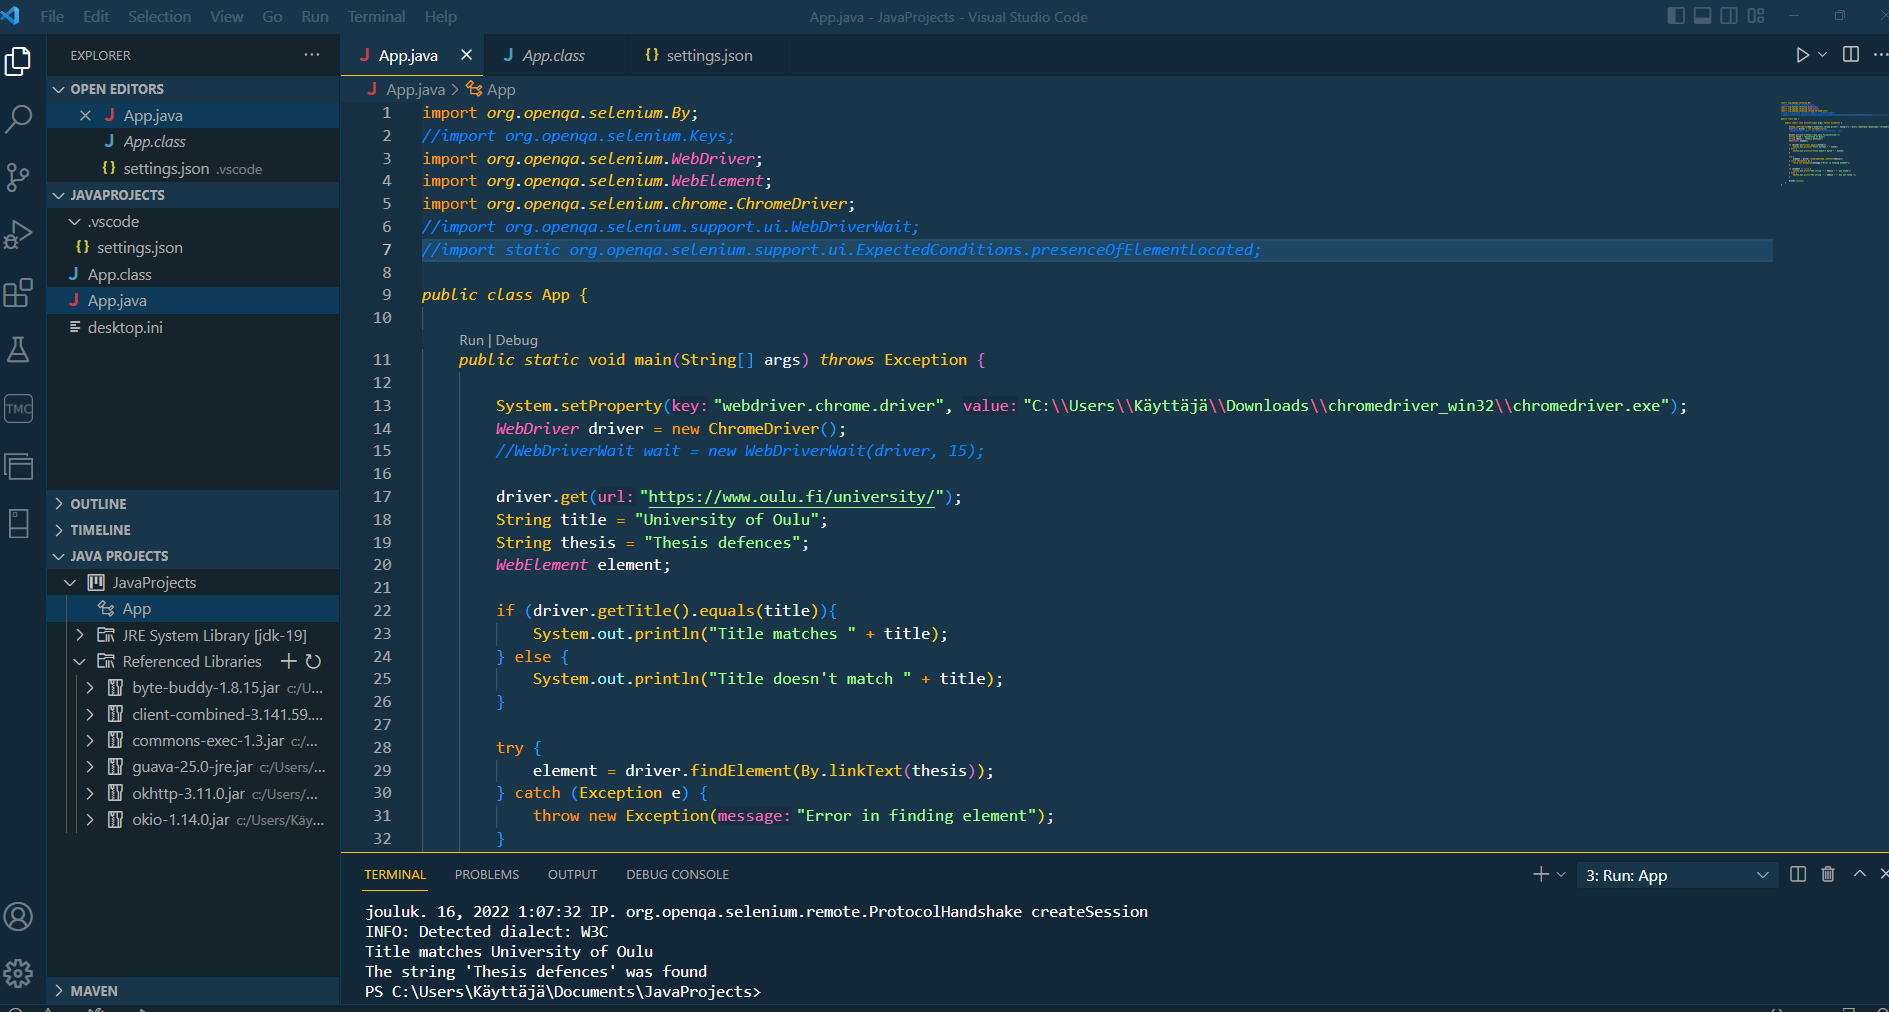 File Edit Selection View Go Run Terminal Help
App.java - JavaProjects - Visual Studio Code
EXPLORER
OPEN EDITORS
App.java
App.class
settings.json .vscode
JAVAPROJECTS
.vscode
settings.json
App.class
App.java
desktop.ini
TMC
OUTLINE
TIMELINE
JAVA PROJECTS
JavaProjects
App
JRE System Library [jdk-19]
Referenced Libraries
byte-buddy-1.8.15.jar c:/U...
client-combined-3.141.59....
commons-exec-1.3.jar c:/...
guava-25.0-jre.jar c:/Users/...
okhttp-3.11.0.jar c:/Users/...
okio-1.14.0.jar c:/Users/Käy...
MAVEN
App.java App.class settings.json
App.java > App
1 import org.openqa.selenium.By;
2 //import org.openqa.selenium.Keys;
3 import org.openqa.selenium.WebDriver;
4 import org.openqa.selenium.WebElement;
5 import org.openqa.selenium.chrome.ChromeDriver;
6 //import org.openqa.selenium.support.ui.WebDriverWait;
7 //import static org.openqa.selenium.support.ui.ExpectedConditions.presenceOfElementLocated;
8
9 public class App {
10
Run | Debug
11 public static void main(String[] args) throws Exception {
12
13 System.setProperty(key: "webdriver.chrome.driver", value: "C:\\Users\\Käyttäjä\\Downloads\\chromedriver_win32\\chromedriver.exe");
14 WebDriver driver = new ChromeDriver();
15 //WebDriverWait wait = new WebDriverWait(driver, 15);
16
17 driver.get(url: "https://www.oulu.fi/university/");
18 String title = "University of Oulu";
19 String thesis = "Thesis defences";
20 WebElement element;
21
22 if (driver.getTitle().equals(title)){
23 System.out.println("Title matches " + title);
24 } else {
25 System.out.println("Title doesn't match " + title);
26 }
27
28 try {
29 element = driver.findElement(By.linkText(thesis));
30 } catch (Exception e) {
31 throw new Exception(message: "Error in finding element");
32 }
TERMINAL PROBLEMS OUTPUT DEBUG CONSOLE
3: Run: App
jouluk. 16, 2022 1:07:32 IP. org.openqa.selenium.remote.ProtocolHandshake createSession
INFO: Detected dialect: W3C
Title matches University of Oulu
The string 'Thesis defences' was found
PS C:\Users\Käyttäjä\Documents\JavaProjects>